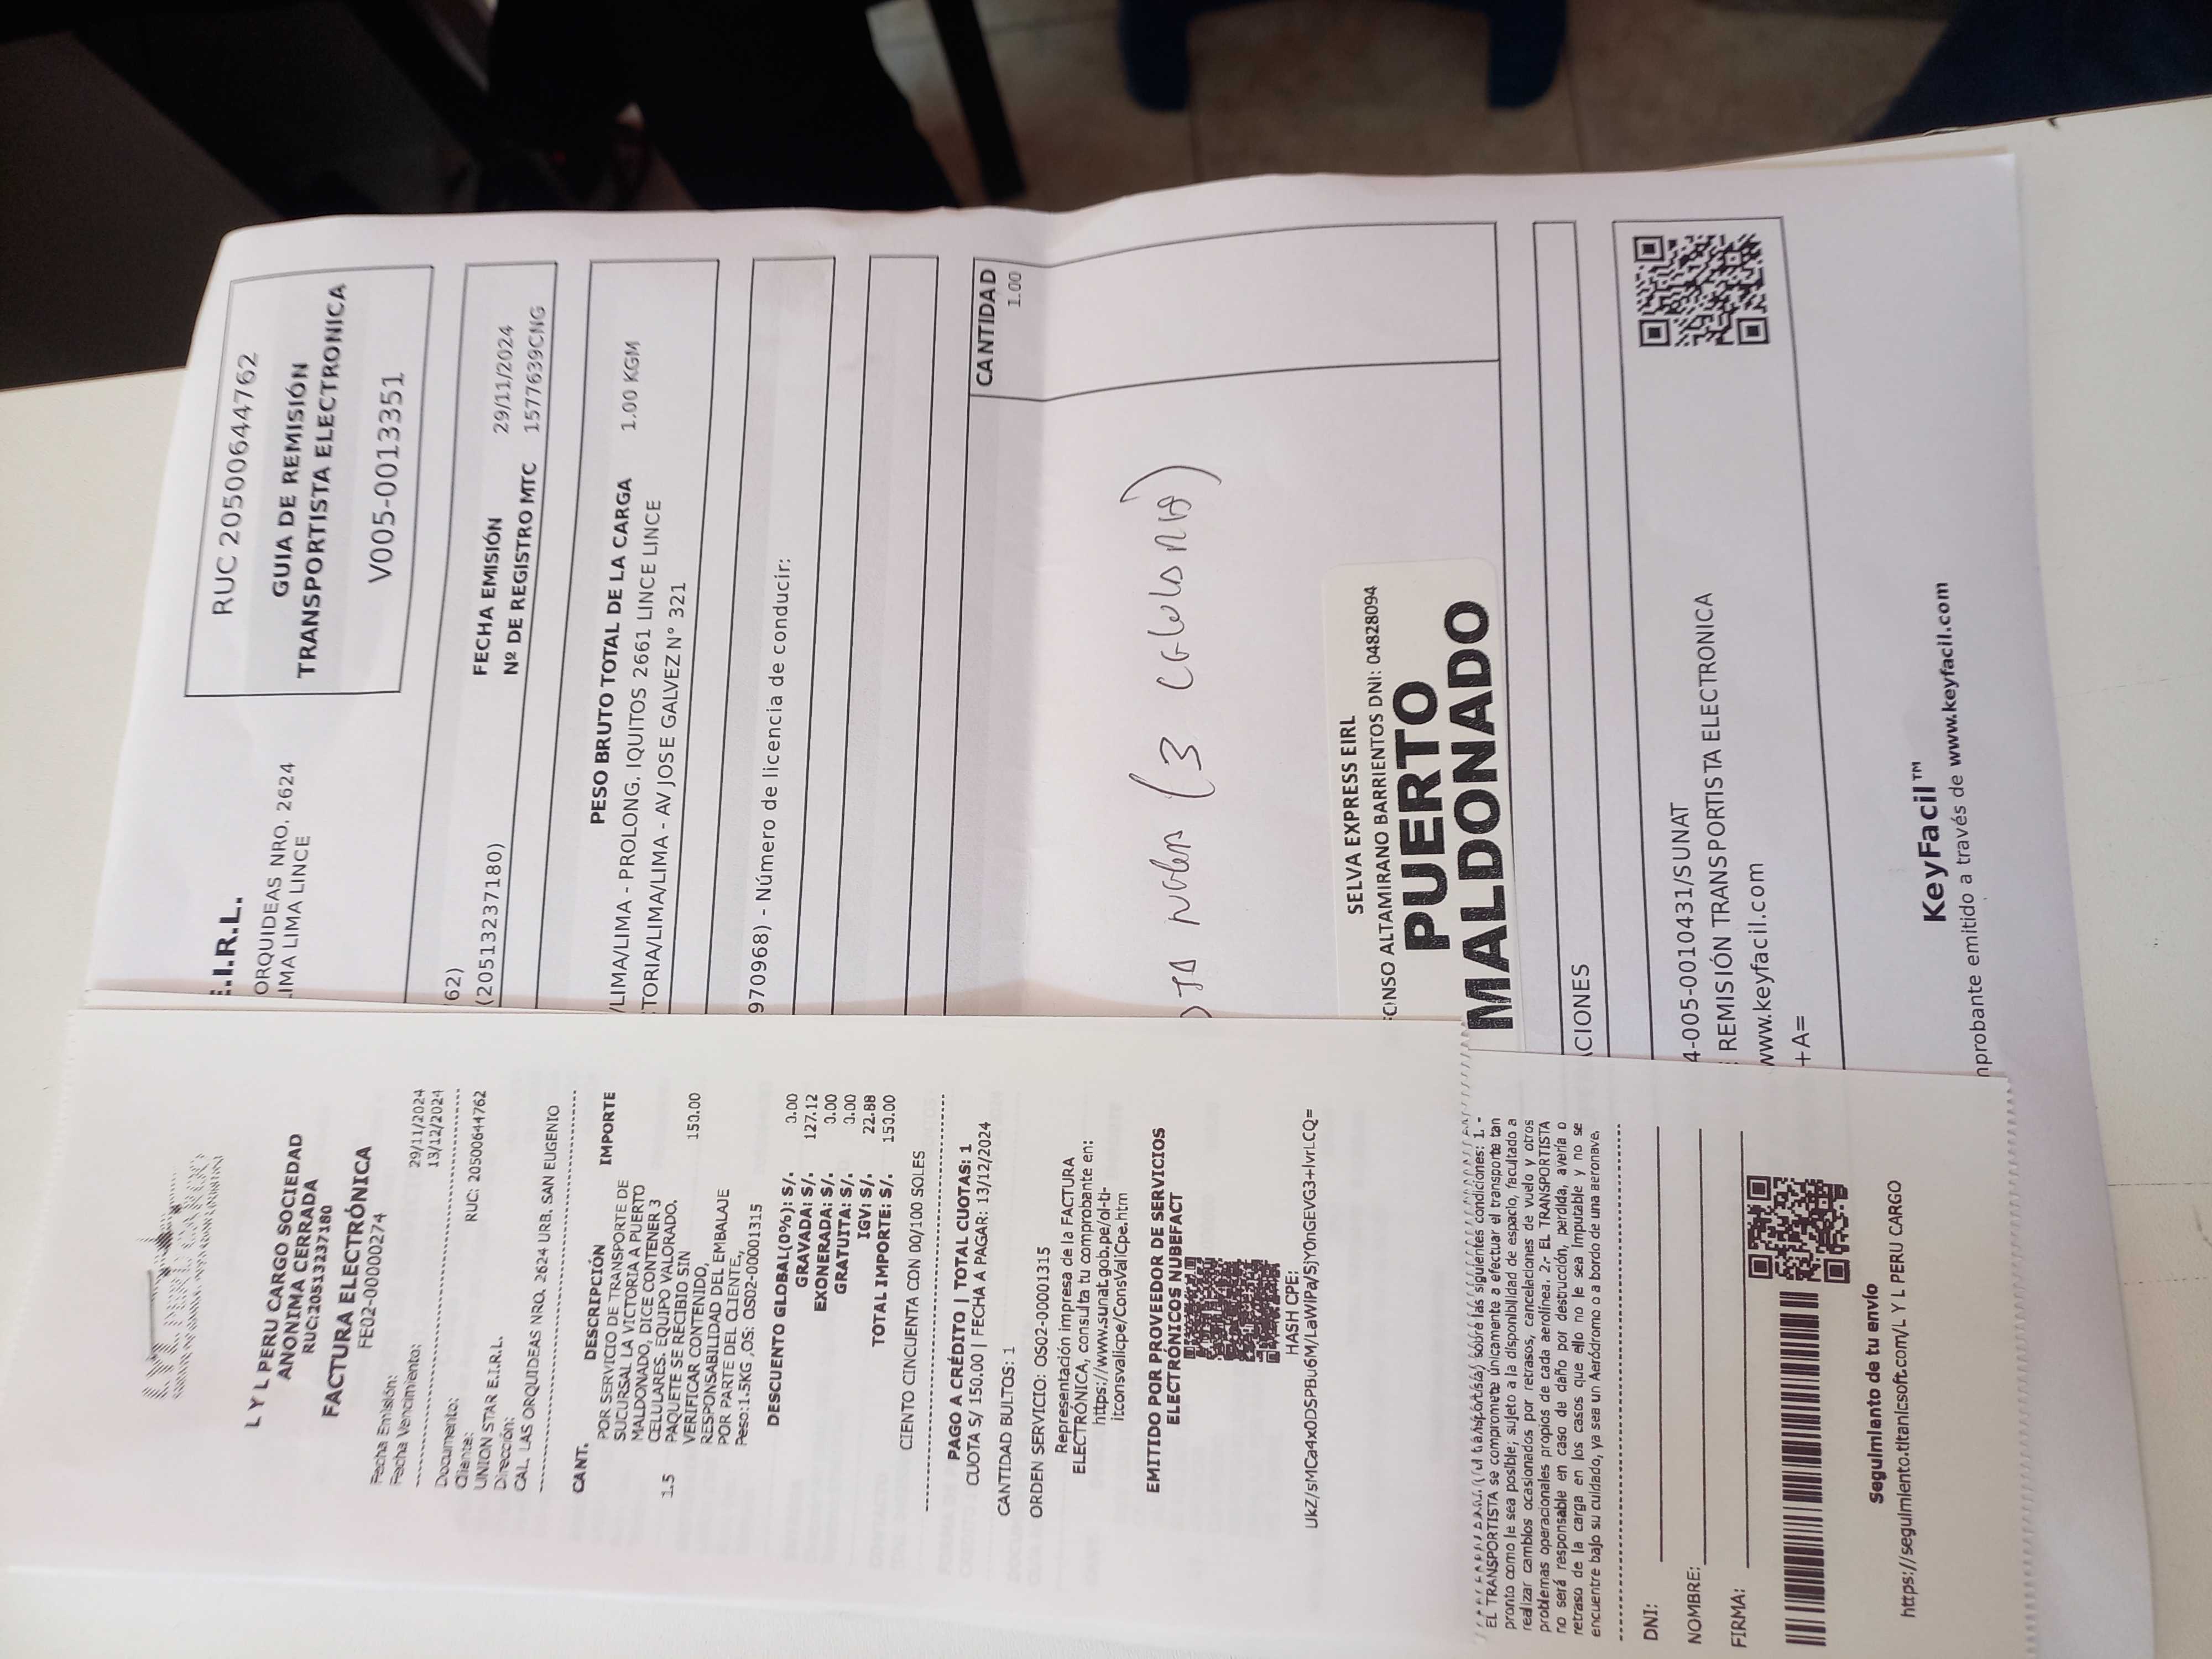 L Y L PERU CARGO SOCIEDAD
ANONIMA CERRADA
RUC:20513237180
FACTURA ELECTRÓNICA
FE02-00000274
Fecha Emisión: 29/11/2024
Fecha Vencimiento: 13/12/2024
Documento: RUC: 20500644762
Cliente:
UNION STAR E.I.R.L.
Dirección:
CAL. LAS ORQUIDEAS NRO. 2624 URB. SAN EUGENIO
CANT. DESCRIPCIÓN IMPORTE
POR SERVICIO DE TRANSPORTE DE
SUCURSAL LA VICTORIA A PUERTO
MALDONADO, DICE CONTENER 3
CELULARES. EQUIPO VALORADO.
1.5 PAQUETE SE RECIBIO SIN 150.00
VERIFICAR CONTENIDO,
RESPONSABILIDAD DEL EMBALAJE
POR PARTE DEL CLIENTE,
Peso:1.5KG ,OS: OS02-00001315
DESCUENTO GLOBAL(0%): S/. 0.00
GRAVADA: S/. 127.12
EXONERADA: S/. 0.00
GRATUITA: S/. 0.00
IGV: S/. 22.88
TOTAL IMPORTE: S/. 150.00
CIENTO CINCUENTA CON 00/100 SOLES
PAGO A CRÉDITO | TOTAL CUOTAS: 1
CUOTA S/ 150.00 | FECHA A PAGAR: 13/12/2024
CANTIDAD BULTOS: 1
ORDEN SERVICIO: OS02-00001315
Representación impresa de la FACTURA
ELECTRÓNICA, consulta tu comprobante en:
https://www.sunat.gob.pe/ol-ti-
itconsvalicpe/ConsValiCpe.htm
EMITIDO POR PROVEEDOR DE SERVICIOS
ELECTRÓNICOS NUBEFACT
HASH CPE:
UkZ/sMCa4x0DSPBu6M/LaWIPa/SjY0nGEVG3+IvrLCQ=
sobre las siguientes condiciones: 1. -
EL TRANSPORTISTA se compromete únicamente a efectuar el transporte tan
pronto como le sea posible; sujeto a la disponibilidad de espacio, facultado a
realizar cambios ocasionados por retrasos, cancelaciones de vuelo y otros
problemas operacionales propios de cada aerolínea. 2.- EL TRANSPORTISTA
no será responsable en caso de daño por destrucción, perdida, avería o
retraso de la carga en los casos que ello no le sea imputable y no se
encuentre bajo su cuidado, ya sea un Aeródromo o a bordo de una aeronave.
DNI:
NOMBRE:
FIRMA:
Seguimiento de tu envío
https://seguimiento.titanicsoft.com/L Y L PERU CARGO
E.I.R.L.
ORQUIDEAS NRO. 2624
LIMA LIMA LINCE
RUC 20500644762
GUIA DE REMISIÓN
TRANSPORTISTA ELECTRONICA
V005-0013351
62)
(20513237180)
FECHA EMISIÓN 29/11/2024
Nº DE REGISTRO MTC 1577639CNG
PESO BRUTO TOTAL DE LA CARGA 1.00 KGM
/LIMA/LIMA - PROLONG. IQUITOS 2661 LINCE LINCE
TORIA/LIMA/LIMA - AV JOSE GALVEZ N° 321
970968) - Número de licencia de conducir:
CANTIDAD
1.00
(3 celulares)
SELVA EXPRESS EIRL
ALTAMIRANO BARRIENTOS DNI: 04828094
PUERTO
MALDONADO
CIONES
4-005-0010431/SUNAT
REMISIÓN TRANSPORTISTA ELECTRONICA
www.keyfacil.com
+A=
KeyFacil™
mprobante emitido a través de www.keyfacil.com